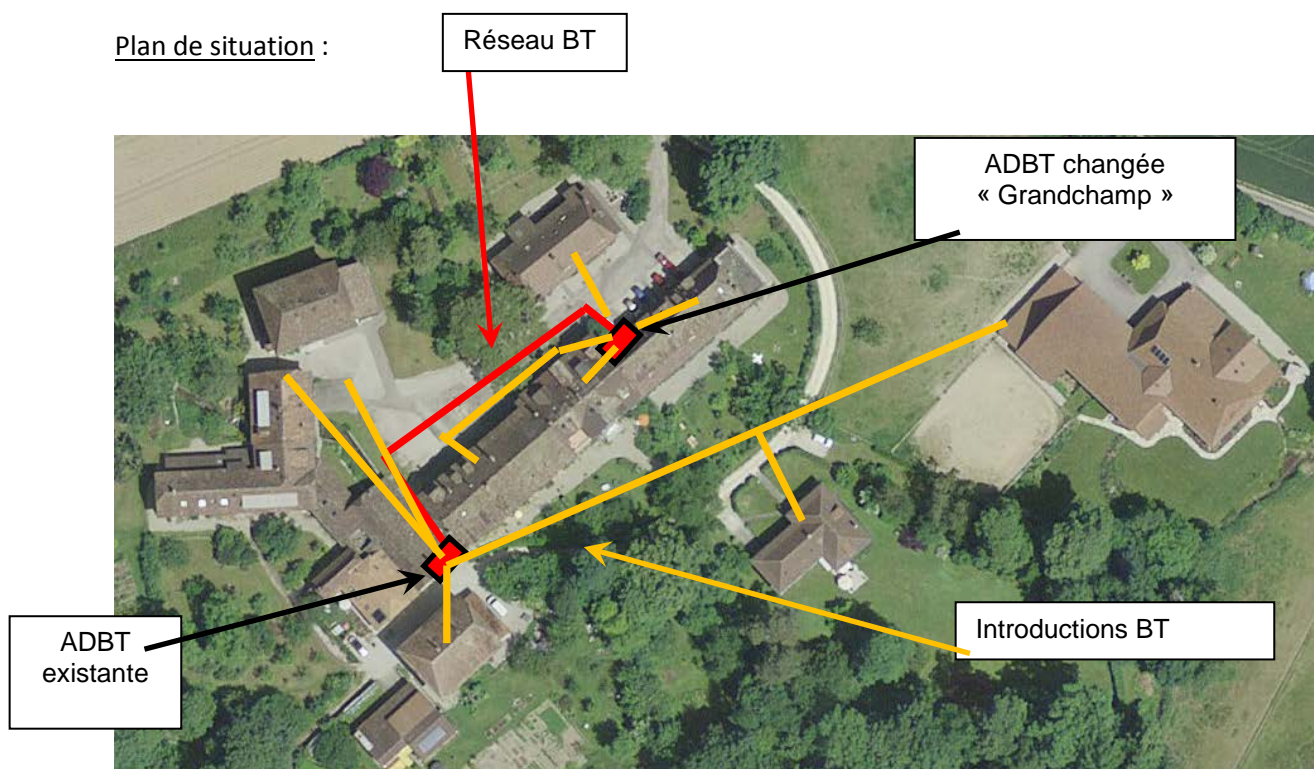 Plan de situation :
Réseau BT
ADBT changée
« Grandchamp »
ADBT
existante
Introductions BT